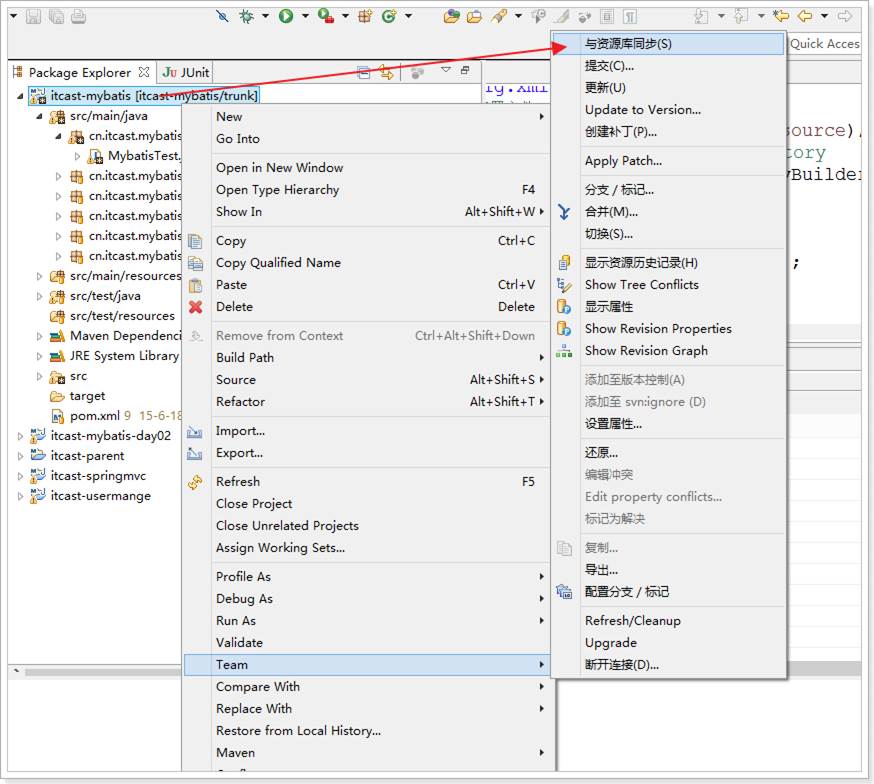 Quick Acces
Package Explorer
JUnit
itcast-mybatis [itcast-mybatis/trunk]
src/main/java
cn.itcast.mybatis
MybatisTest.
cn.itcast.mybatis
cn.itcast.mybatis
cn.itcast.mybatis
cn.itcast.mybatis
cn.itcast.mybatis
src/main/resources
src/test/java
src/test/resources
Maven Dependenci
JRE System Library
src
target
pom.xml 9 15-6-18
itcast-mybatis-day02
itcast-parent
itcast-springmvc
itcast-usermange
New
Go Into
Open in New Window
Open Type Hierarchy F4
Show In Alt+Shift+W
Copy Ctrl+C
Copy Qualified Name
Paste Ctrl+V
Delete Delete
Remove from Context Ctrl+Alt+Shift+Down
Build Path
Source Alt+Shift+S
Refactor Alt+Shift+T
Import...
Export...
Refresh F5
Close Project
Close Unrelated Projects
Assign Working Sets...
Profile As
Debug As
Run As
Validate
Team
Compare With
Replace With
Restore from Local History...
Maven
与资源库同步(S)
提交(C)...
更新(U)
Update to Version...
创建补丁(P)...
Apply Patch...
分支 / 标记...
合并(M)...
切换(S)...
显示资源历史记录(H)
Show Tree Conflicts
显示属性
Show Revision Properties
Show Revision Graph
添加至版本控制(A)
添加至 svn:ignore (D)
设置属性...
还原...
编辑冲突
Edit property conflicts...
标记为解决
复制...
导出...
配置分支 / 标记
Refresh/Cleanup
Upgrade
断开连接(D)...
source)
tory
yBuilder
;